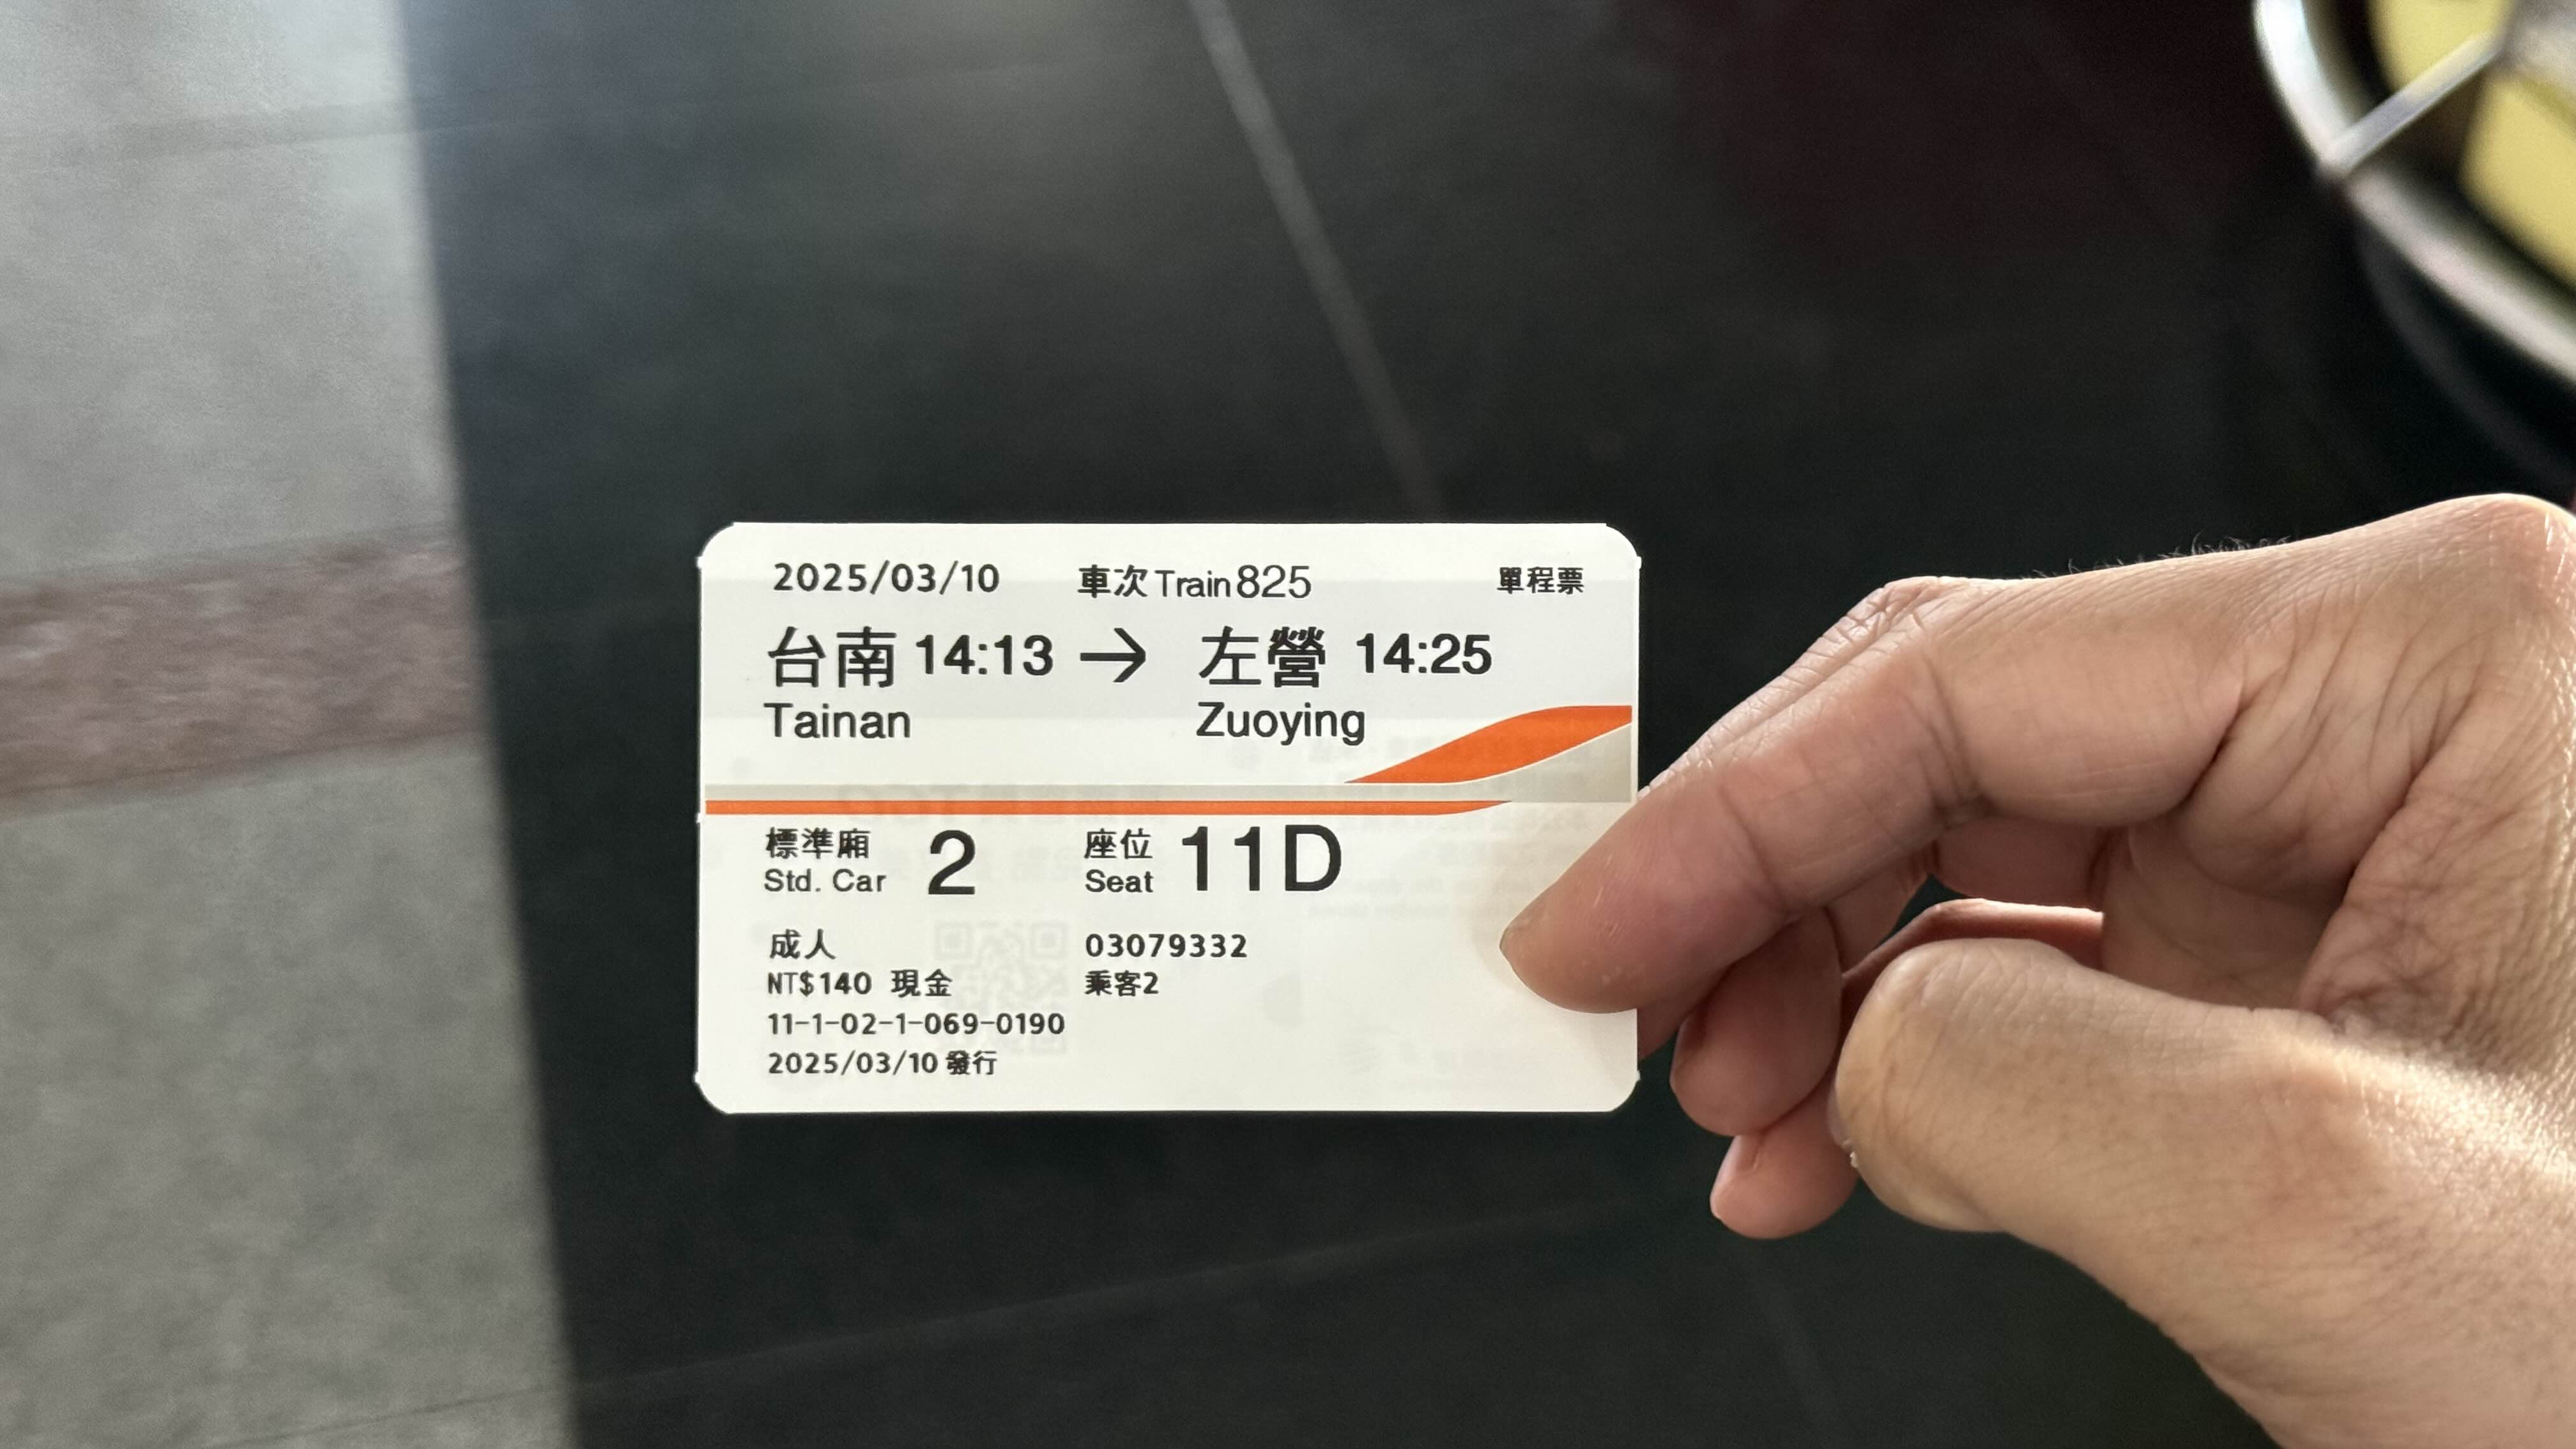 2025/03/10 車次 Train 825 單程票
台南 14:13 → 左營 14:25
Tainan Zuoying
標準廂 2 座位 11D
Std. Car Seat
成人 03079332
NT$140 現金 乘客2
11-1-02-1-069-0190
2025/03/10 發行